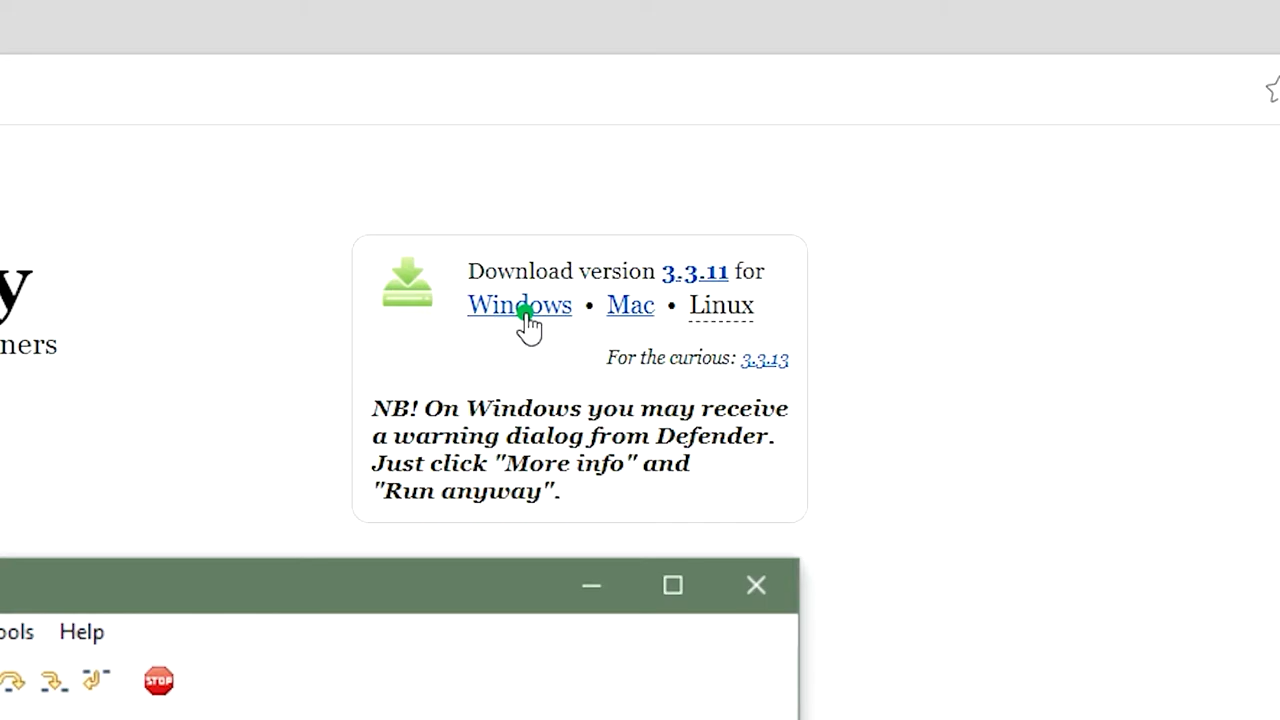 Download version 3.3.11 for
y
Windows • Mac • Linux
ners
For the curious: 3.3.13
NB! On Windows you may receive
a warning dialog from Defender.
Just click "More info" and
"Run anyway".
ools Help
STOP